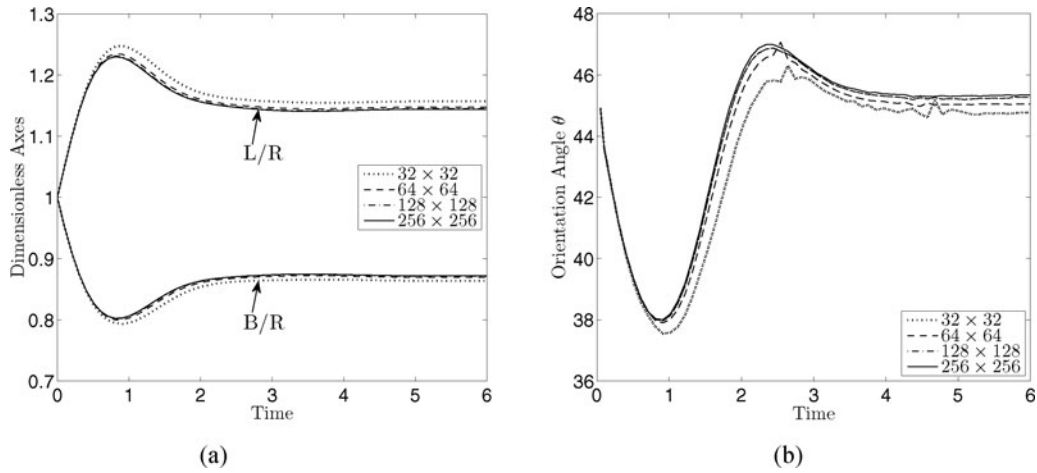 1.3
1.2
1.1
1
0.9
0.8
0.7
Dimensionless Axes
L/R
B/R
32 × 32
64 × 64
128 × 128
256 × 256
0 1 2 3 4 5 6
Time
(a)
48
46
44
42
40
38
36
Orientation Angle θ
32 × 32
64 × 64
128 × 128
256 × 256
0 1 2 3 4 5 6
Time
(b)